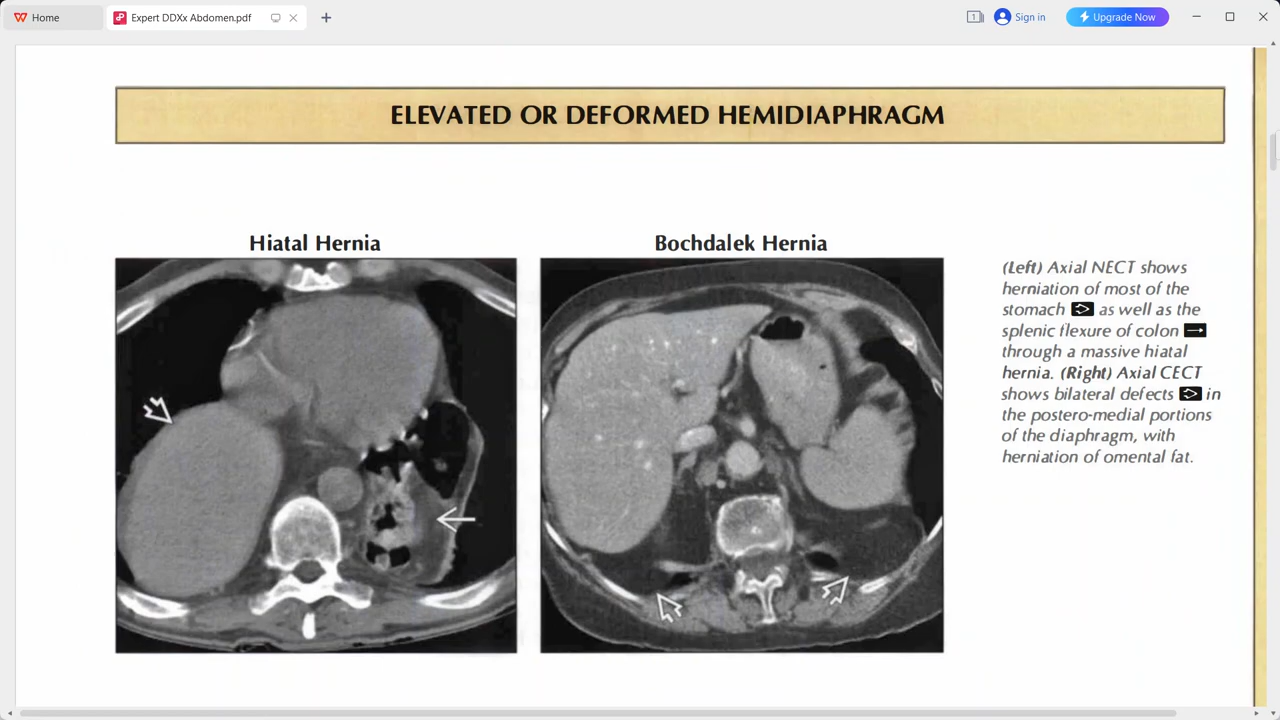 Home
Expert DDXx Abdomen.pdf
1
Sign in
Upgrade Now
ELEVATED OR DEFORMED HEMIDIAPHRAGM
Hiatal Hernia
Bochdalek Hernia
(Left) Axial NECT shows
herniation of most of the
stomach as well as the
splenic flexure of colon
through a massive hiatal
hernia. (Right) Axial CECT
shows bilateral defects in
the postero-medial portions
of the diaphragm, with
herniation of omental fat.